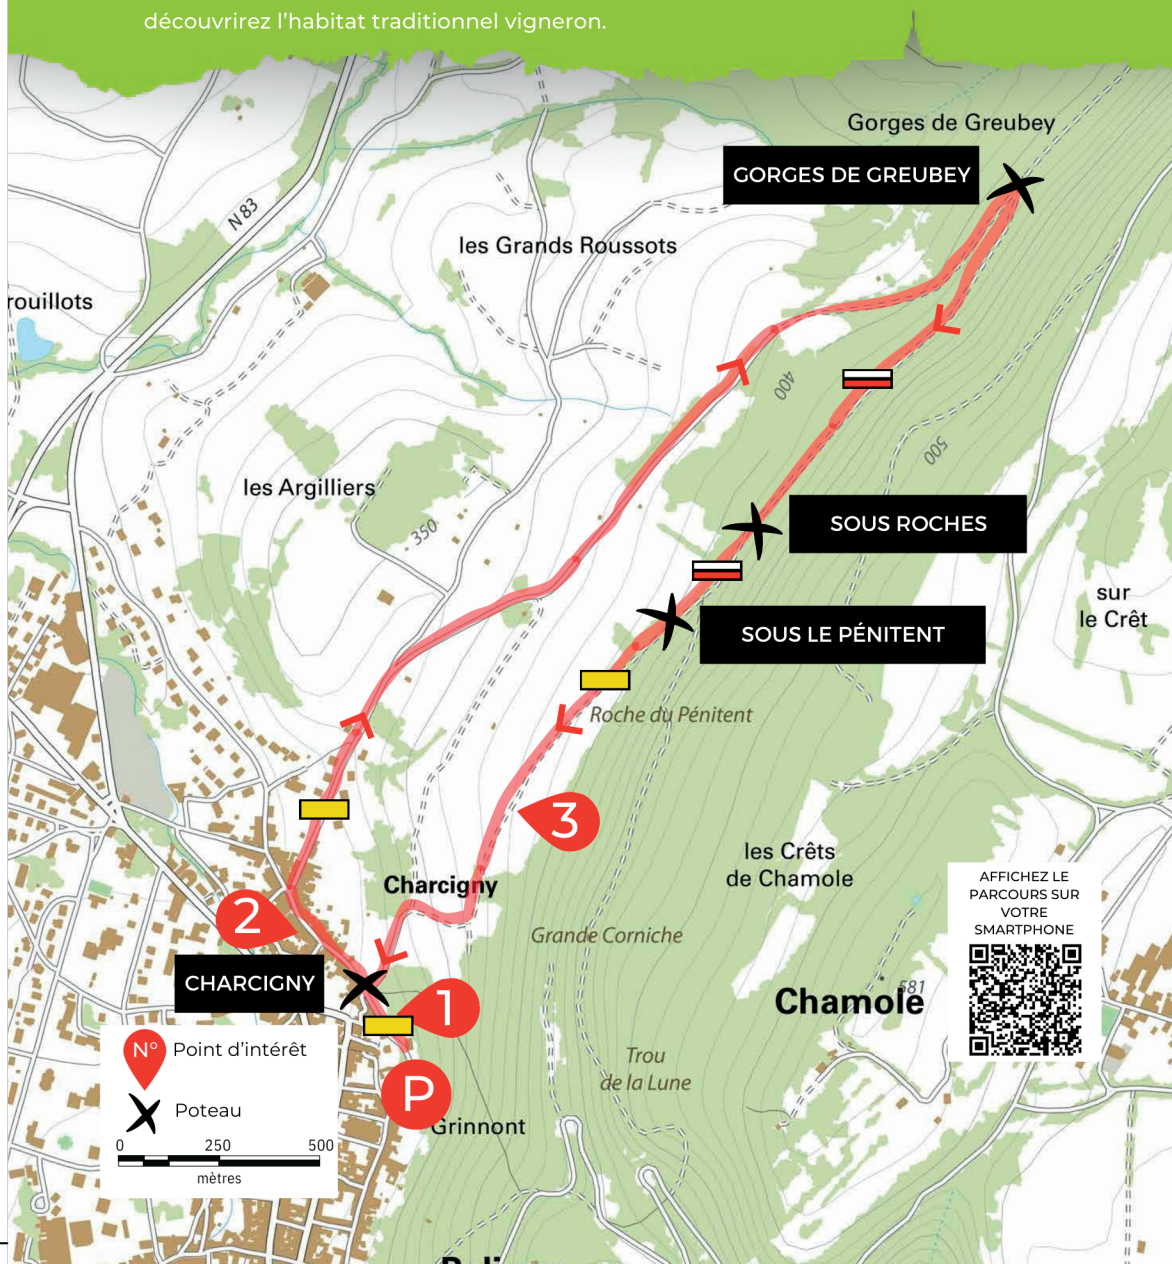 découvrirez l'habitat traditionnel vigneron.
Gorges de Greubey
GORGES DE GREUBEY
N 83
les Grands Roussots
rouillots
400
500
les Argilliers
350
SOUS ROCHES
sur
le Crêt
SOUS LE PÉNITENT
Roche du Pénitent
3
les Crêts
de Chamole
AFFICHEZ LE
PARCOURS SUR
VOTRE
SMARTPHONE
Charcigny
2
Grande Corniche
CHARCIGNY
581
Chamole
1
N° Point d'intérêt
Trou
de la Lune
P
Poteau
Grinnont
0 250 500
mètres